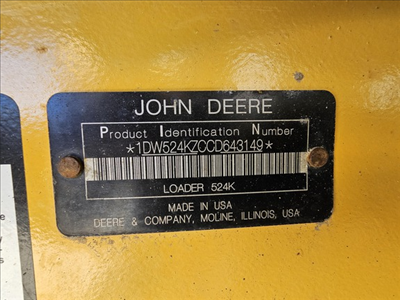 JOHN DEERE
Product Identification Number
*1DW524KZCCD643149*
LOADER 524K
MADE IN USA
DEERE & COMPANY, MOLINE, ILLINOIS, USA